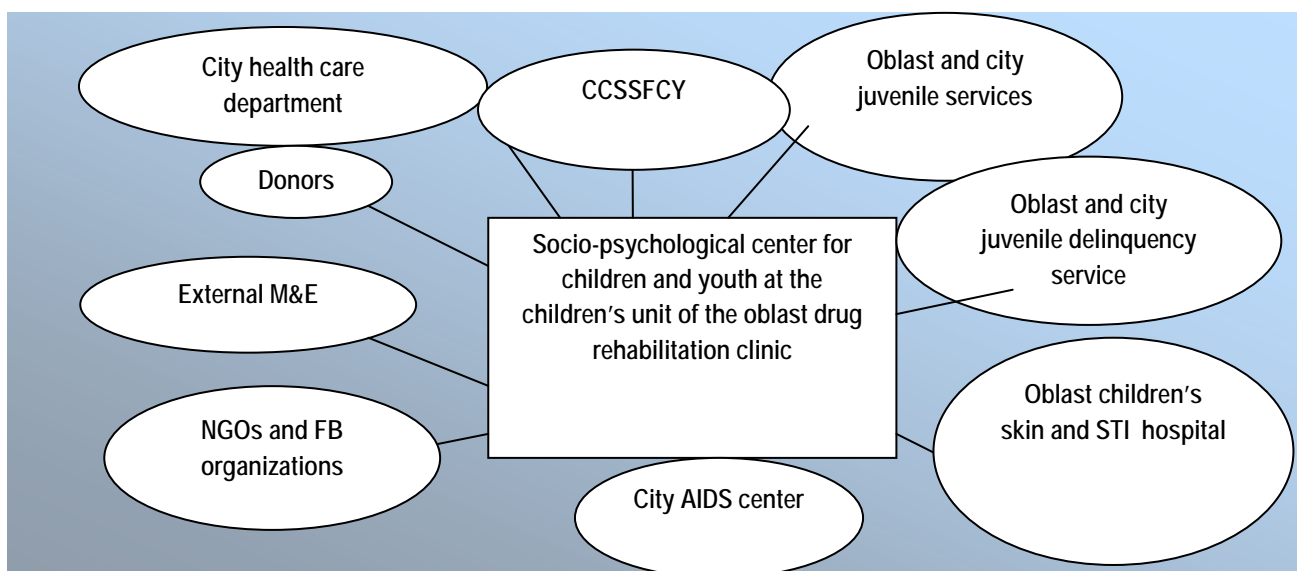 City health care
department
CCSSFCY
Oblast and city
juvenile services
Donors
Oblast and city
juvenile delinquency
service
Socio-psychological center for
children and youth at the
children's unit of the oblast drug
rehabilitation clinic
External M&E
Oblast children's
skin and STI hospital
NGOs and FB
organizations
City AIDS center